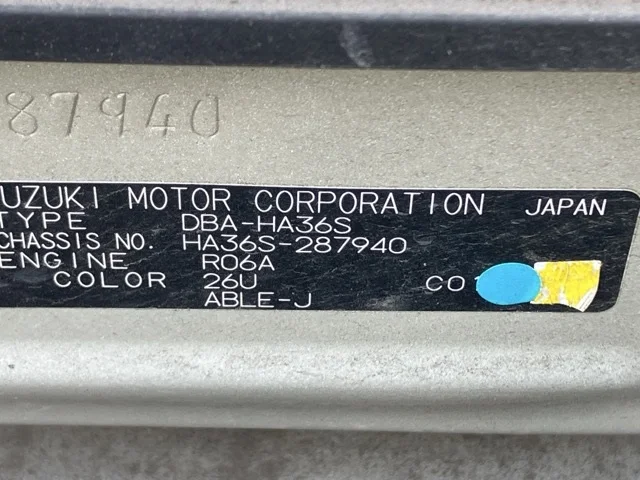 87940
UZUKI MOTOR CORPORATION JAPAN
TYPE DBA-HA36S
CHASSIS NO. HA36S-287940
ENGINE R06A
COLOR 26U CO
ABLE-J